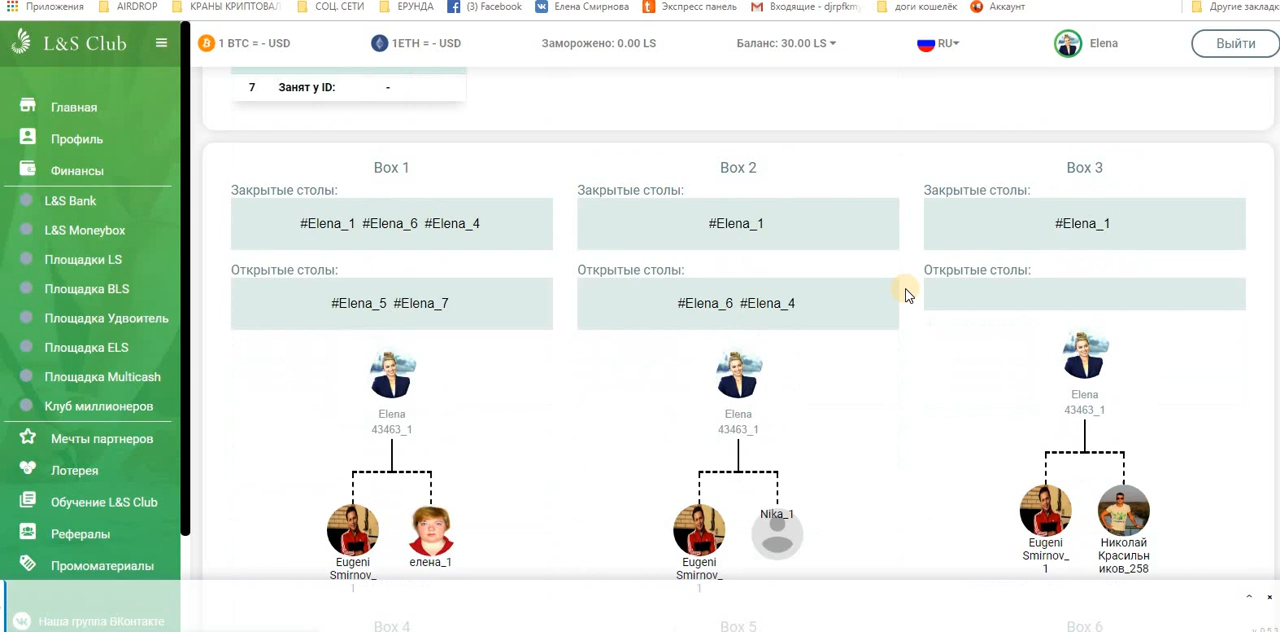 Приложения AIRDROP КРАНЫ КРИПТОВАЛ СОЦ. СЕТИ ЕРУНДА (3) Facebook Елена Смирнова Экспресс панель Входящие - djrpfkm доги кошелёк Аккаунт Другие закладк
L&S Club
1 BTC = - USD 1ETH = - USD Заморожено: 0.00 LS Баланс: 30.00 LS RU Elena Выйти
Главная
Профиль
Финансы
L&S Bank
L&S Moneybox
Площадки LS
Площадка BLS
Площадка Удвоитель
Площадка ELS
Площадка Multicash
Клуб миллионеров
Мечты партнеров
Лотерея
Обучение L&S Club
Рефералы
Промоматериалы
Наша группа ВКонтакте
7 Занят у ID: -
Box 1
Закрытые столы:
#Elena_1 #Elena_6 #Elena_4
Открытые столы:
#Elena_5 #Elena_7
Elena
43463_1
Eugeni
Smirnov_
1
елена_1
Box 2
Закрытые столы:
#Elena_1
Открытые столы:
#Elena_6 #Elena_4
Elena
43463_1
Eugeni
Smirnov_
1
Nika_1
Box 3
Закрытые столы:
#Elena_1
Открытые столы:
Elena
43463_1
Eugeni
Smirnov_
1
Николай
Красильн
иков_258
Box 4
Box 5
Box 6